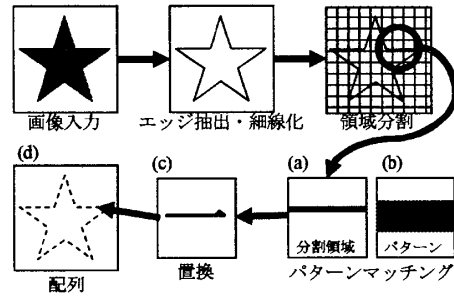 画像入力
エッジ抽出・細線化
領域分割
(d)
(c)
(a)
(b)
分割領域
パターン
配列
置換
パターンマッチング